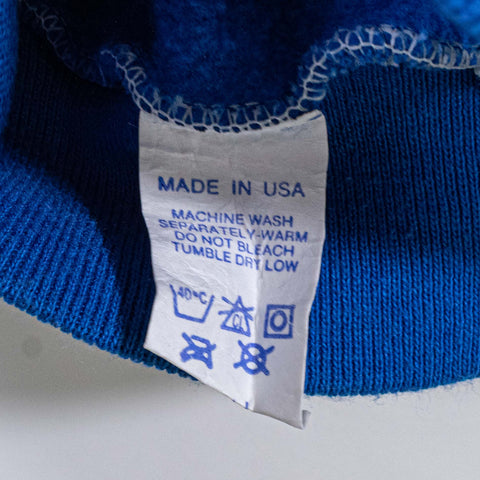 MADE IN USA
MACHINE WASH
SEPARATELY-WARM
DO NOT BLEACH
TUMBLE DRY LOW
40°C